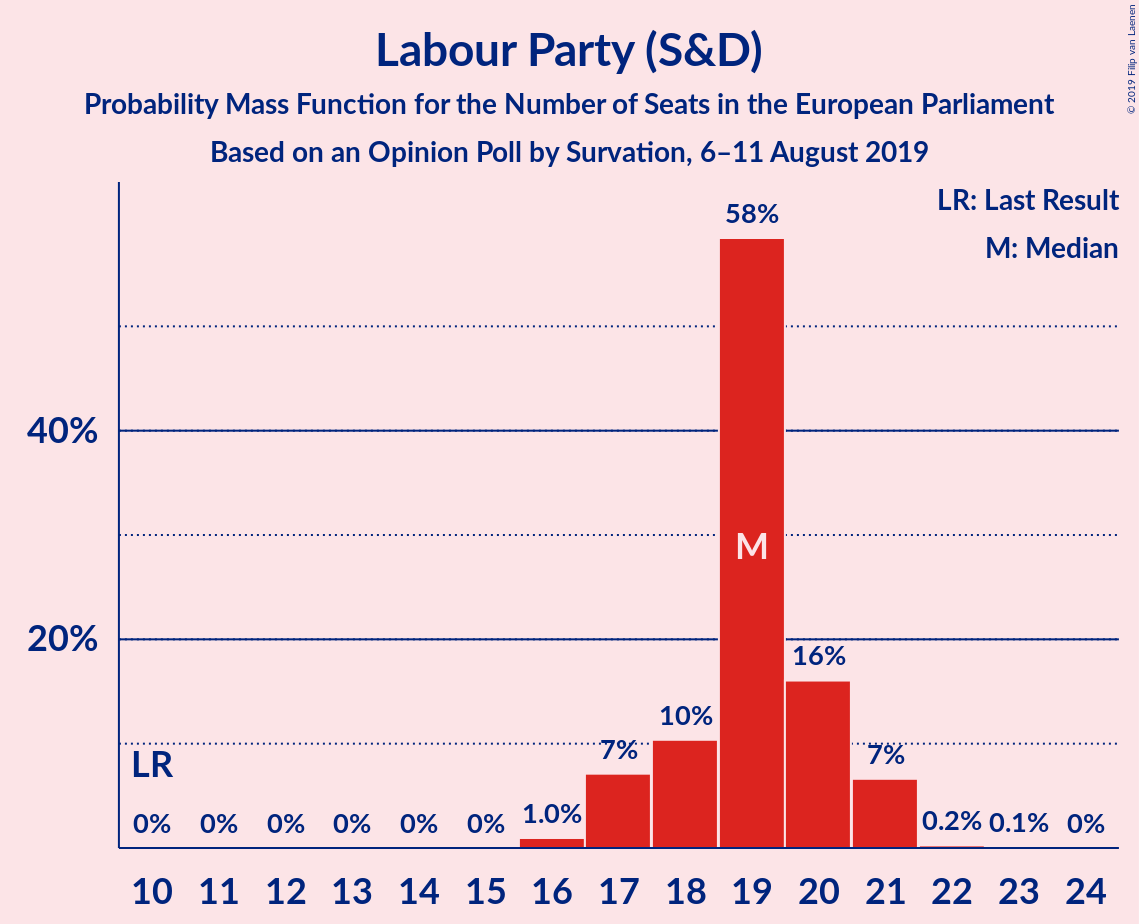 Labour Party (S&D)
Probability Mass Function for the Number of Seats in the European Parliament
Based on an Opinion Poll by Survation, 6–11 August 2019
© 2019 Filip van Laenen
LR: Last Result
M: Median
58%
40%
M
20%
16%
10%
7%
7%
LR
0% 0% 0% 0% 0% 0% 1.0% 0.2% 0.1% 0%
10 11 12 13 14 15 16 17 18 19 20 21 22 23 24